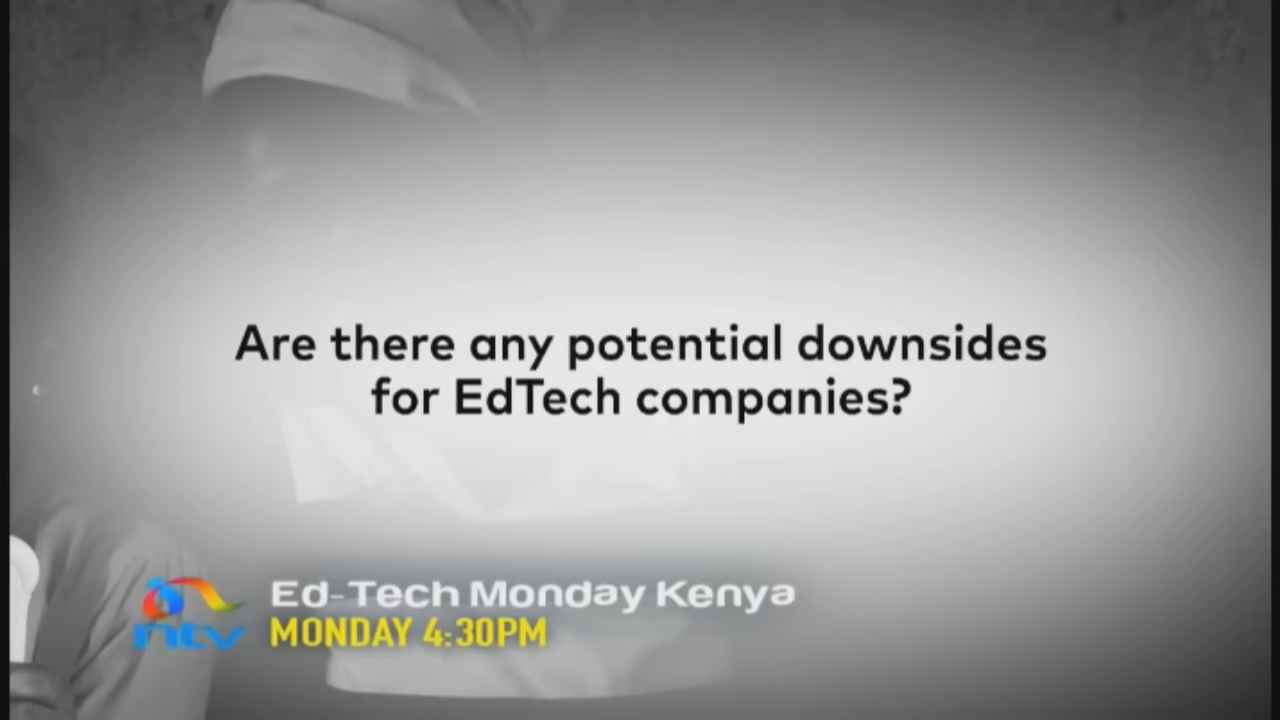 Are there any potential downsides
for EdTech companies?
Ed-Tech Monday Kenya
ntv
MONDAY 4:30PM